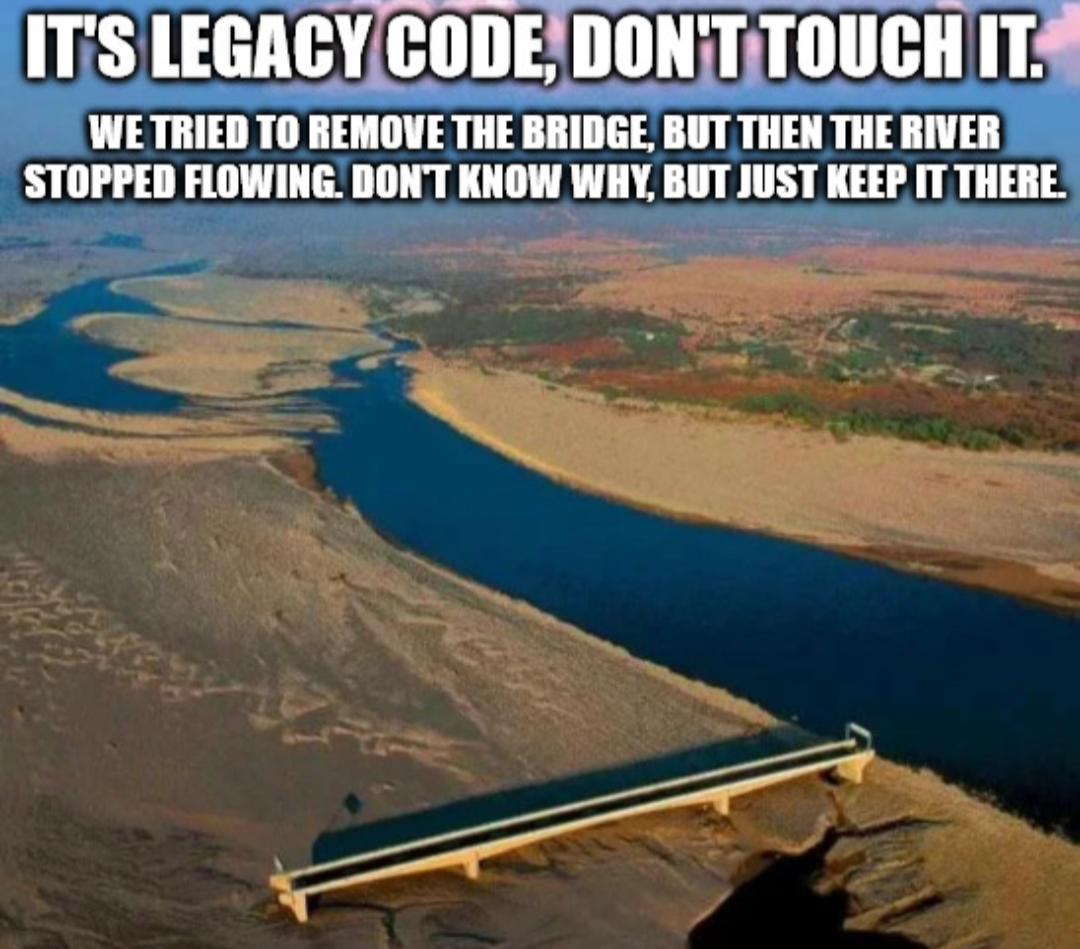 IT'S LEGACY CODE, DON'T TOUCH IT.
WE TRIED TO REMOVE THE BRIDGE, BUT THEN THE RIVER
STOPPED FLOWING. DON'T KNOW WHY, BUT JUST KEEP IT THERE.